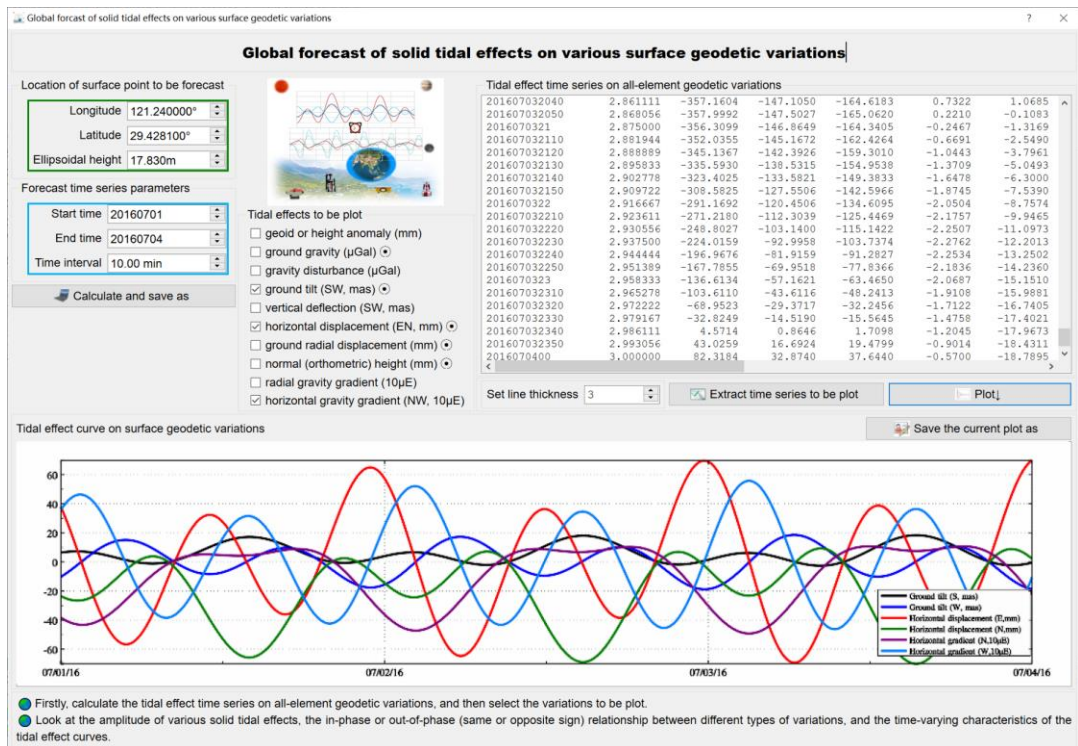 Global forcast of solid tidal effects on various surface geodetic variations
Global forecast of solid tidal effects on various surface geodetic variations
Location of surface point to be forecast
Longitude 121.240000°
Latitude 29.428100°
Ellipsoidal height 17.830m
Forecast time series parameters
Start time 20160701
End time 20160704
Time interval 10.00 min
Calculate and save as
Tidal effects to be plot
geoid or height anomaly (mm)
ground gravity (μGal)
gravity disturbance (μGal)
ground tilt (SW, mas)
vertical deflection (SW, mas)
horizontal displacement (EN, mm)
ground radial displacement (mm)
normal (orthometric) height (mm)
radial gravity gradient (10μE)
horizontal gravity gradient (NW, 10μE)
Tidal effect time series on all-element geodetic variations
201607032040 2.861111 -357.1604 -147.1050 -164.6183 0.7322 1.0685
201607032050 2.868056 -357.9992 -147.5027 -165.0620 0.2210 -0.1083
2016070321 2.875000 -356.3099 -146.8649 -164.3405 -0.2467 -1.3169
201607032110 2.881944 -352.0355 -145.1672 -162.4264 -0.6691 -2.5490
201607032120 2.888889 -345.1367 -142.3926 -159.3010 -1.0443 -3.7961
201607032130 2.895833 -335.5930 -138.5315 -154.9538 -1.3709 -5.0493
201607032140 2.902778 -323.4025 -133.5821 -149.3833 -1.6478 -6.3000
201607032150 2.909722 -308.5825 -127.5506 -142.5966 -1.8745 -7.5390
2016070322 2.916667 -291.1692 -120.4506 -134.6095 -2.0504 -8.7574
201607032210 2.923611 -271.2180 -112.3039 -125.4469 -2.1757 -9.9465
201607032220 2.930556 -248.8027 -103.1400 -115.1422 -2.2507 -11.0973
201607032230 2.937500 -224.0159 -92.9958 -103.7374 -2.2762 -12.2013
201607032240 2.944444 -196.9676 -81.9159 -91.2827 -2.2534 -13.2502
201607032250 2.951389 -167.7855 -69.9518 -77.8366 -2.1836 -14.2360
2016070323 2.958333 -136.6134 -57.1621 -63.4650 -2.0687 -15.1510
201607032310 2.965278 -103.6110 -43.6116 -48.2413 -1.9108 -15.9881
201607032320 2.972222 -68.9523 -29.3717 -32.2456 -1.7122 -16.7405
201607032330 2.979167 -32.8249 -14.5190 -15.5645 -1.4758 -17.4021
201607032340 2.986111 4.5714 0.8646 1.7098 -1.2045 -17.9673
201607032350 2.993056 43.0259 16.6924 19.4799 -0.9014 -18.4311
2016070400 3.000000 82.3184 32.8740 37.6440 -0.5700 -18.7895
Set line thickness 3
Extract time series to be plot
Plot↓
Tidal effect curve on surface geodetic variations
Save the current plot as
60
40
20
0
-20
-40
-60
Ground tilt (S, mas)
Ground tilt (W, mas)
Horizontal displacement (E,mm)
Horizontal displacement (N,mm)
Horizontal gradient (N,10μE)
Horizontal gradient (W,10μE)
07/01/16 07/02/16 07/03/16 07/04/16
Firstly, calculate the tidal effect time series on all-element geodetic variations, and then select the variations to be plot.
Look at the amplitude of various solid tidal effects, the in-phase or out-of-phase (same or opposite sign) relationship between different types of variations, and the time-varying characteristics of the
tidal effect curves.